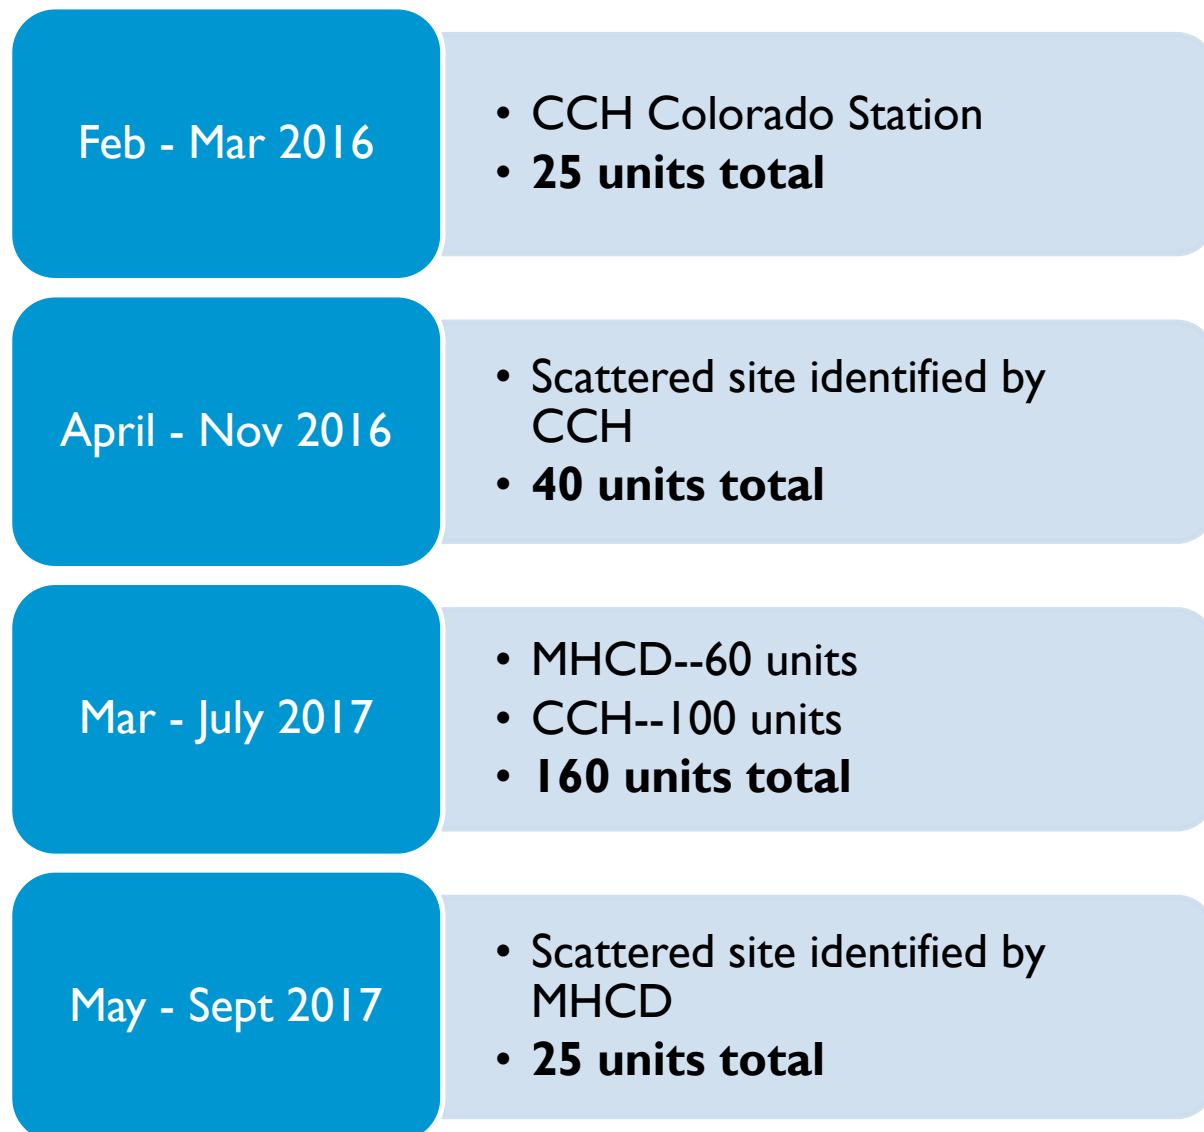 Feb - Mar 2016
• CCH Colorado Station
• 25 units total
April - Nov 2016
• Scattered site identified by
CCH
• 40 units total
Mar - July 2017
• MHCD--60 units
• CCH--100 units
• 160 units total
May - Sept 2017
• Scattered site identified by
MHCD
• 25 units total